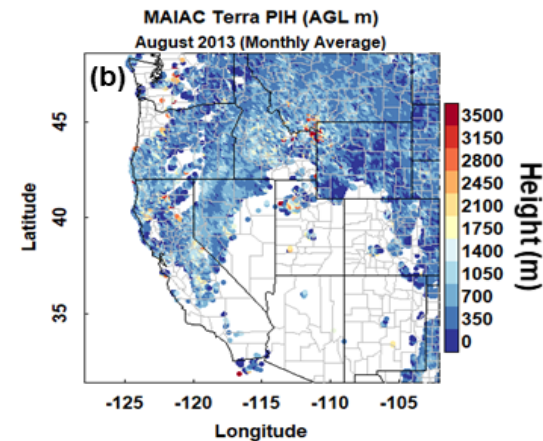 MAIAC Terra PIH (AGL m)
August 2013 (Monthly Average)
(b)
45
40
35
Latitude
-125 -120 -115 -110 -105
Longitude
3500
3150
2800
2450
2100
1750
1400
1050
700
350
0
Height (m)